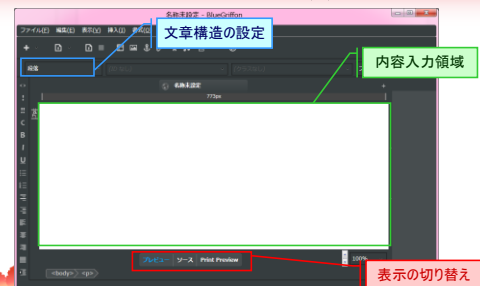 名称未設定 - BlueGriffon
ファイル(F) 編集(E) 表示(V) 挿入(I)
文章構造の設定
段落
内容入力領域
名称未設定
775px
B
I
U
プレビュー ソース Print Preview
100%
<body> <p>
表示の切り替え